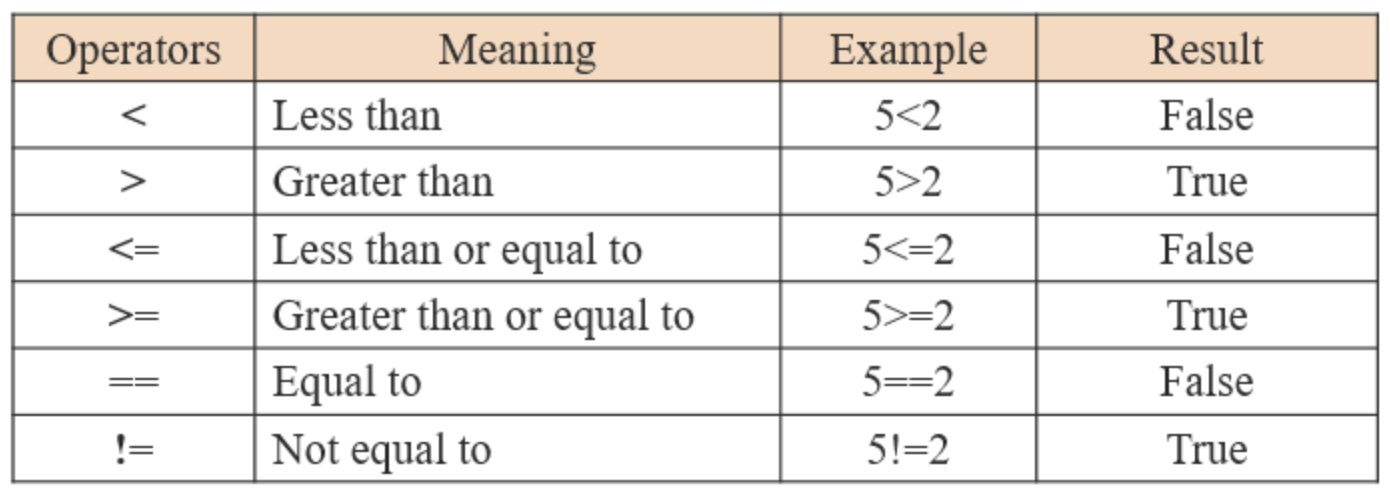 Operators Meaning Example Result
< Less than 5<2 False
> Greater than 5>2 True
<= Less than or equal to 5<=2 False
>= Greater than or equal to 5>=2 True
== Equal to 5==2 False
!= Not equal to 5!=2 True